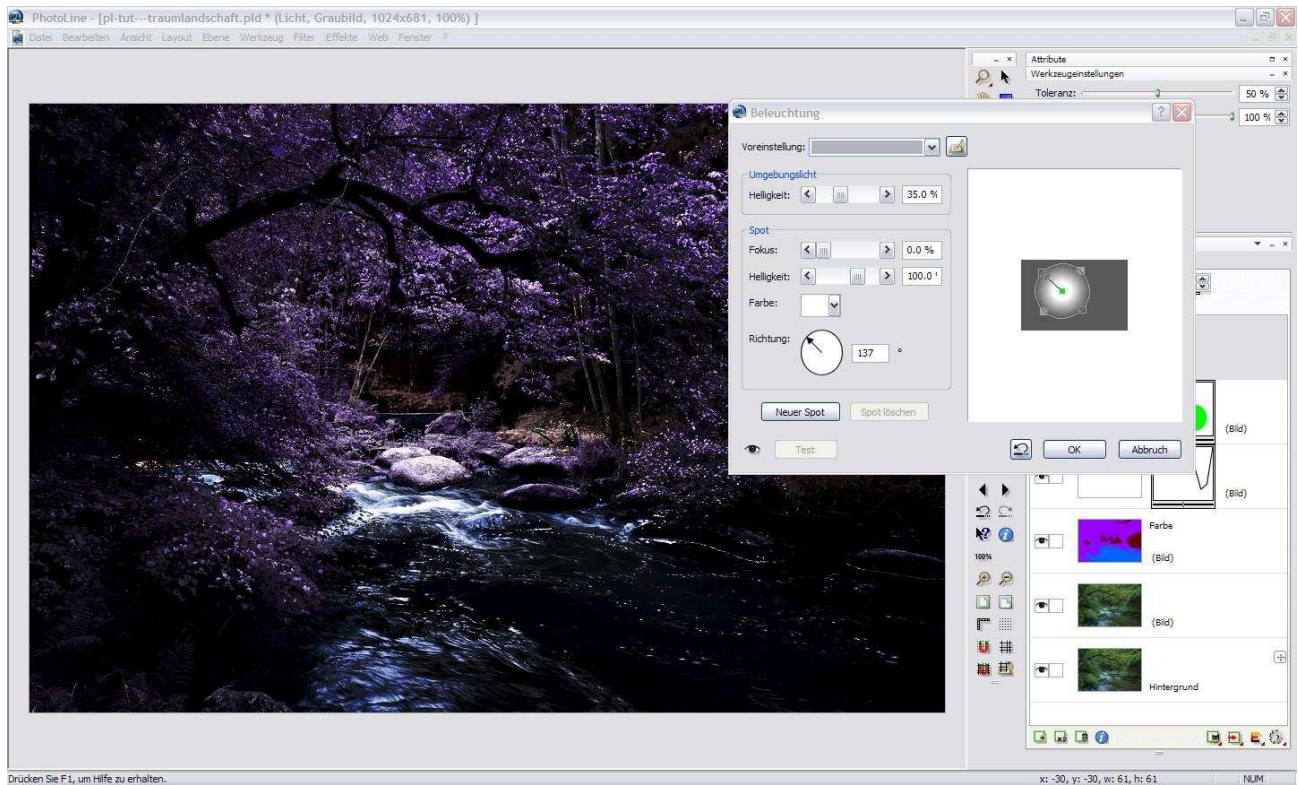 PhotoLine - [pl-tut---traumlandschaft.pld * (Licht, Graubild, 1024x681, 100%) ]
Datei Bearbeiten Ansicht Layout Ebene Werkzeug Filter Effekte Web Fenster ?
Attribute
Werkzeugeinstellungen
Toleranz: 50 %
100 %
Beleuchtung
Voreinstellung:
Umgebungslicht
Helligkeit: 35.0 %
Spot
Fokus: 0.0 %
Helligkeit: 100.0
Farbe:
Richtung: 137 °
Neuer Spot Spot löschen
Test
OK Abbruch
(Bild)
(Bild)
100%
Farbe
(Bild)
(Bild)
Hintergrund
Drücken Sie F1, um Hilfe zu erhalten.
x: -30, y: -30, w: 61, h: 61 NUM